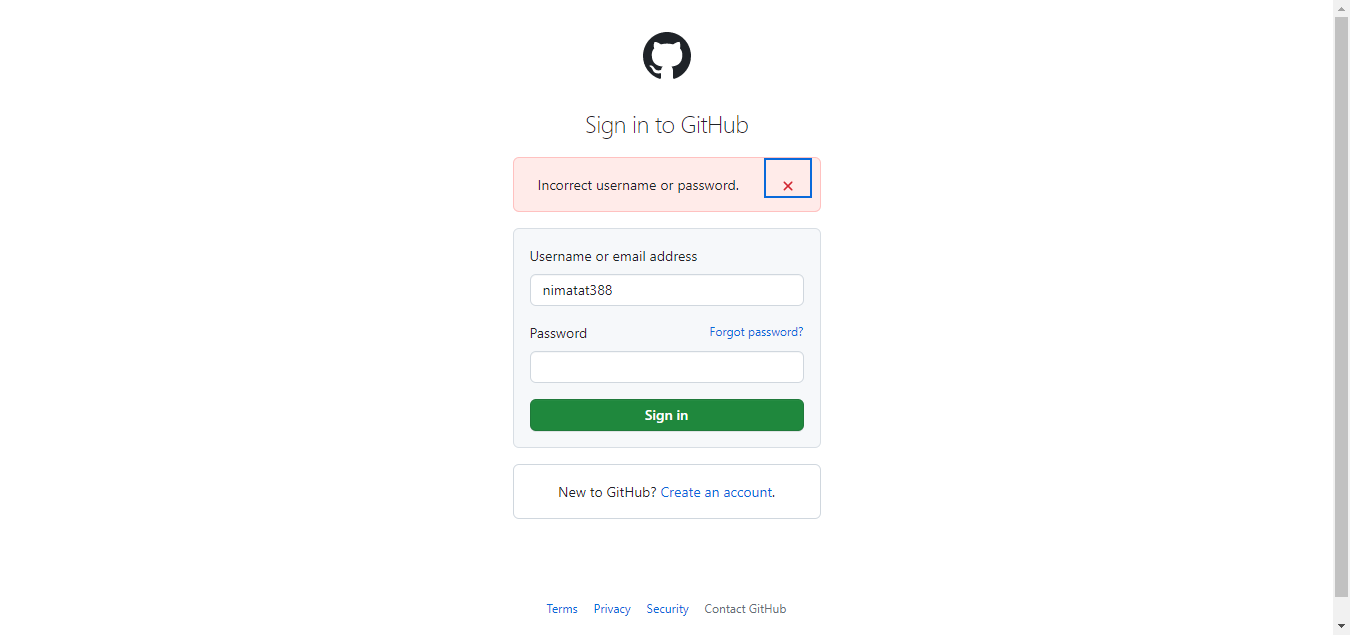 Sign in to GitHub
Incorrect username or password.
Username or email address
nimatat388
Password Forgot password?
Sign in
New to GitHub? Create an account.
Terms Privacy Security Contact GitHub